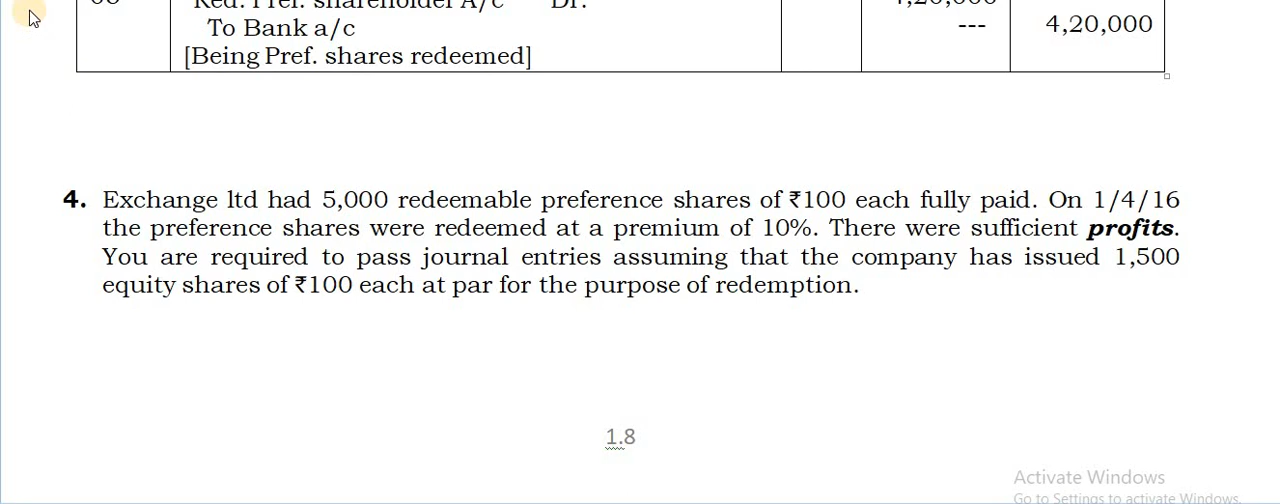 Red. Pref. shareholder A/c Dr.
To Bank a/c --- 4,20,000
[Being Pref. shares redeemed]
4. Exchange ltd had 5,000 redeemable preference shares of ₹100 each fully paid. On 1/4/16
the preference shares were redeemed at a premium of 10%. There were sufficient profits.
You are required to pass journal entries assuming that the company has issued 1,500
equity shares of ₹100 each at par for the purpose of redemption.
1.8
Activate Windows
Go to Settings to activate Windows.